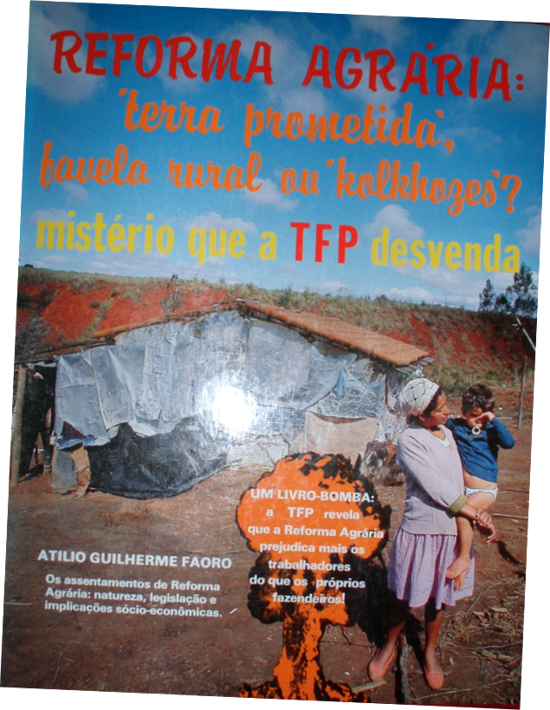 REFORMA AGRÁRIA:
'terra prometida',
favela rural ou 'kolkhozes'?
mistério que a TFP desvenda
UM LIVRO-BOMBA:
a TFP revela
que a Reforma Agrária
prejudica mais os
trabalhadores
do que os próprios
fazendeiros!
ATILIO GUILHERME FAORO
Os assentamentos de Reforma
Agrária: natureza, legislação e
implicações sócio-econômicas.